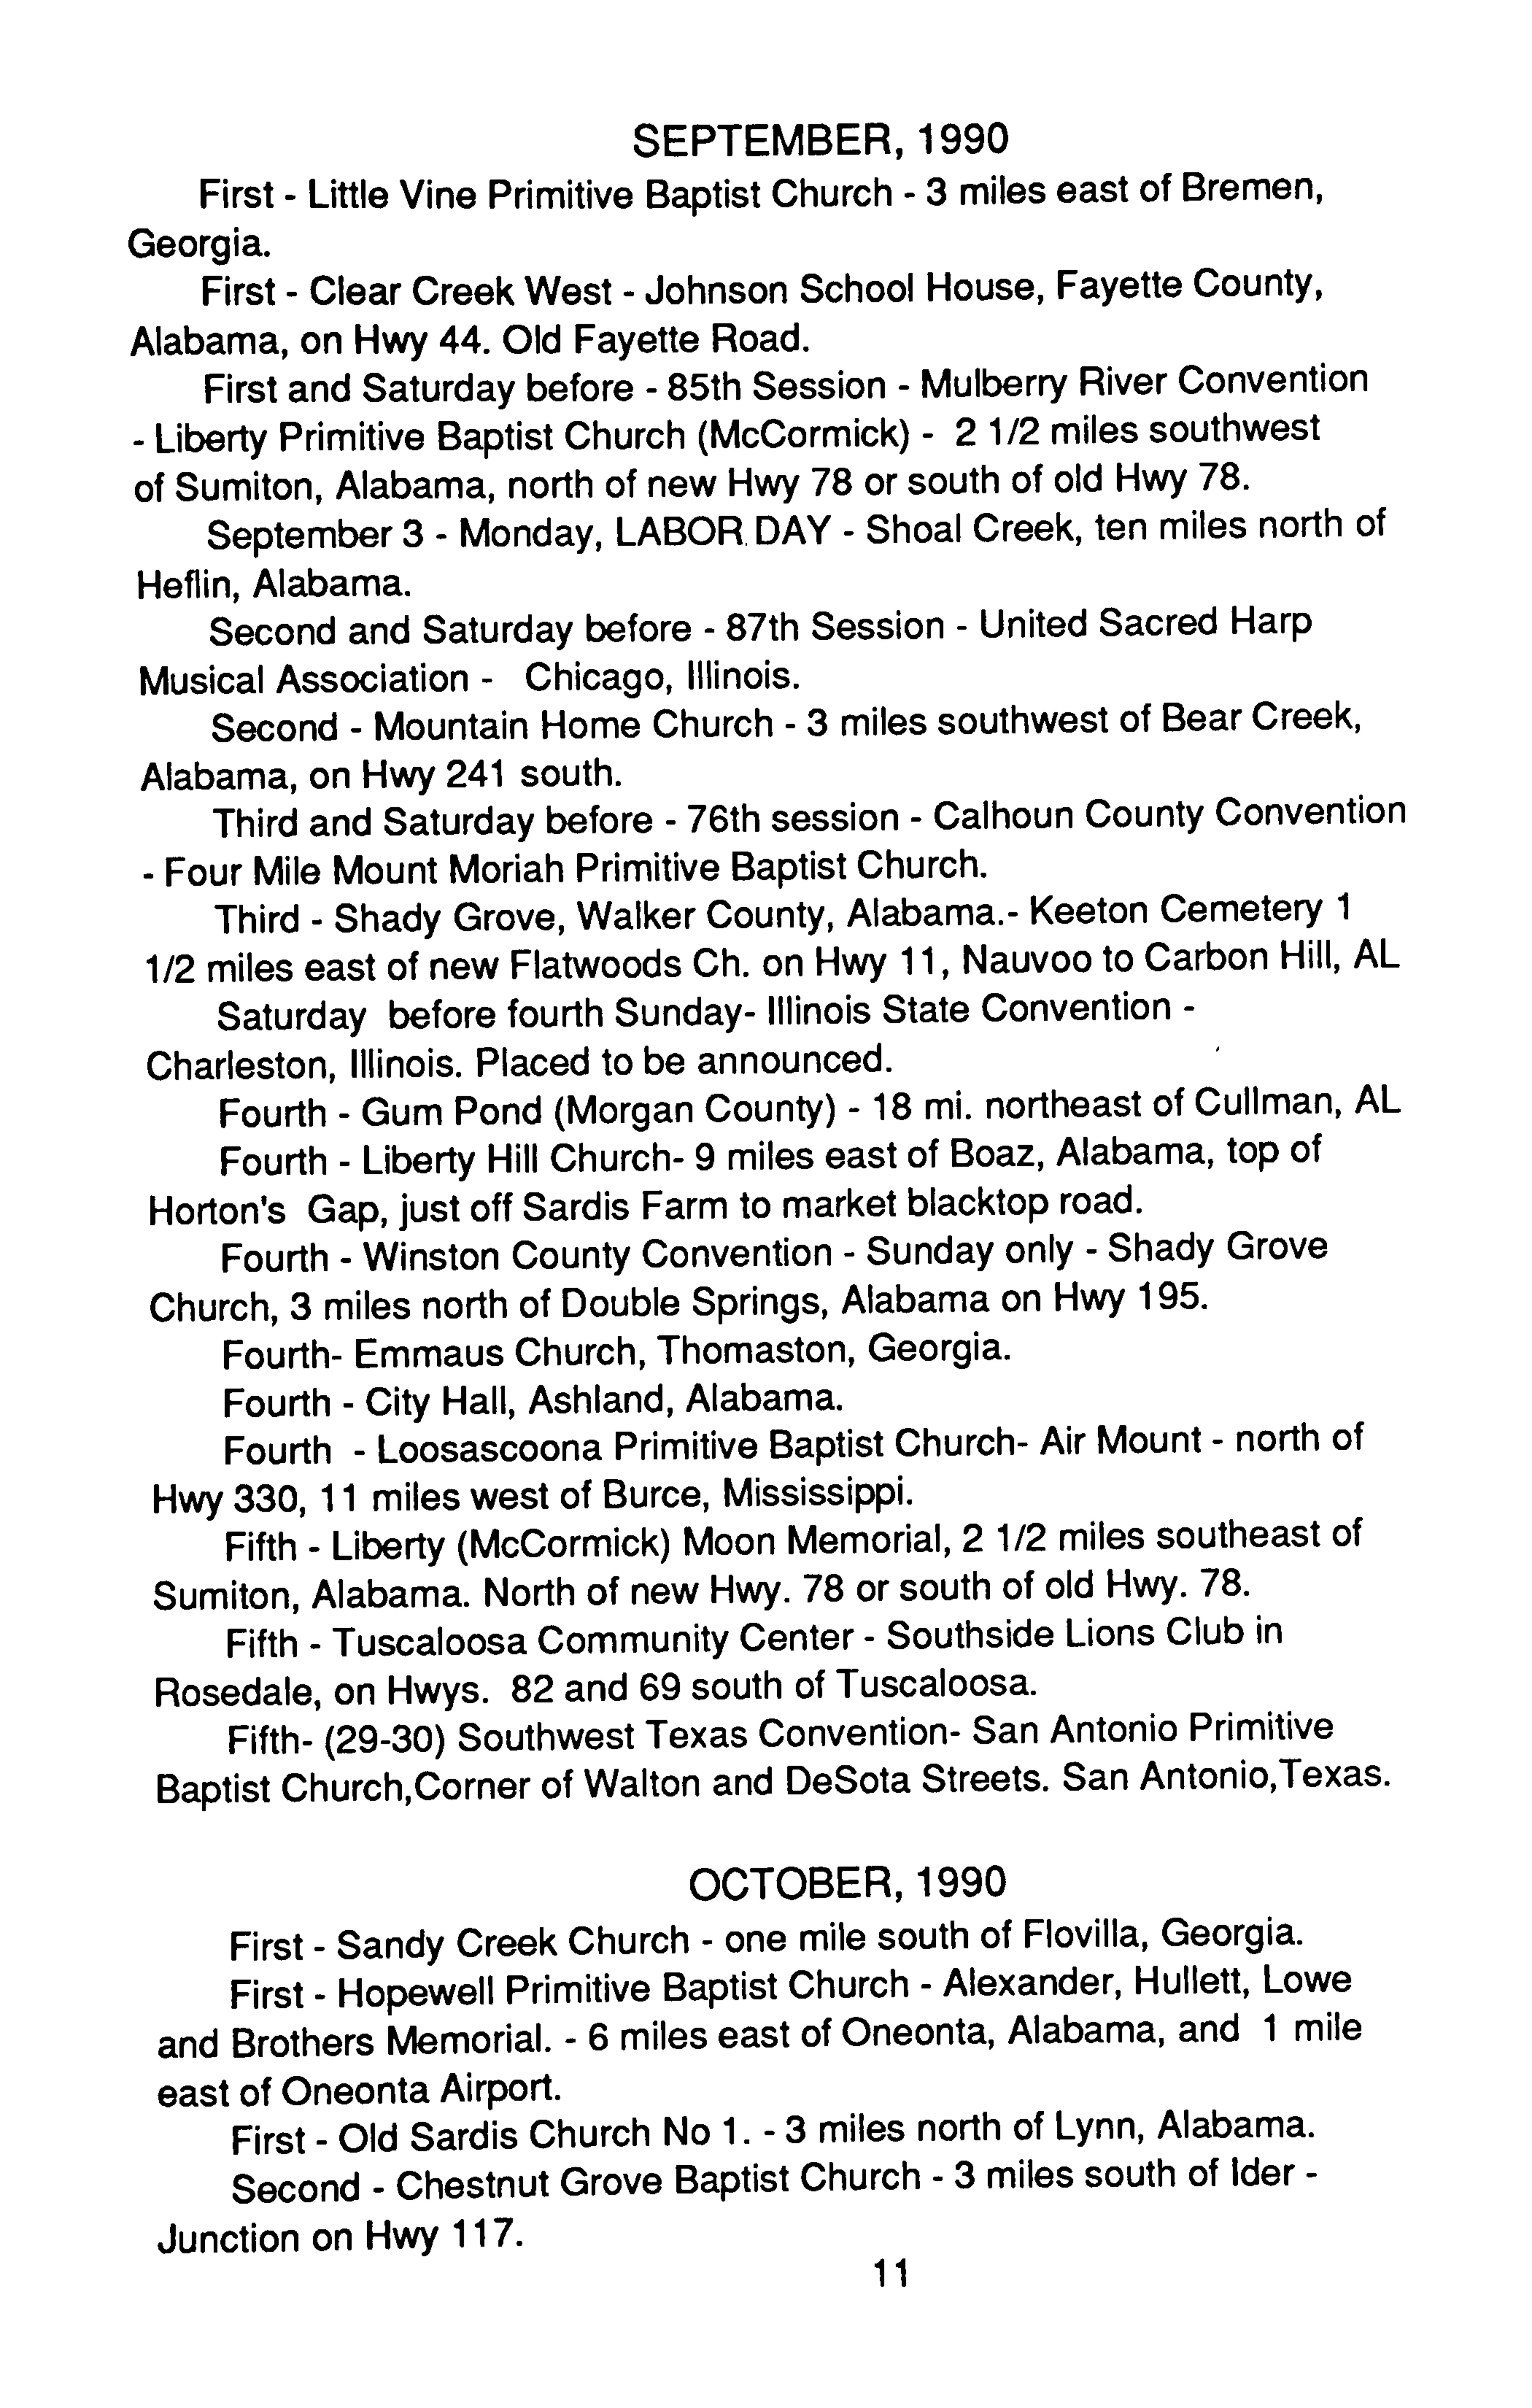 SEPTEMBER, 1990
First - Little Vine Primitive Baptist Church - 3 miles east of Bremen,
Georgia.
First - Clear Creek West - Johnson School House, Fayette County,
Alabama, on Hwy 44. Old Fayette Road.
First and Saturday before - 85th Session - Mulberry River Convention
- Liberty Primitive Baptist Church (McCormick) - 2 1/2 miles southwest
of Sumiton, Alabama, north of new Hwy 78 or south of old Hwy 78.
September 3 - Monday, LABOR. DAY - Shoal Creek, ten miles north of
Heflin, Alabama.
Second and Saturday before - 87th Session - United Sacred Harp
Musical Association - Chicago, Illinois.
Second - Mountain Home Church - 3 miles southwest of Bear Creek,
Alabama, on Hwy 241 south.
Third and Saturday before - 76th session - Calhoun County Convention
- Four Mile Mount Moriah Primitive Baptist Church.
Third - Shady Grove, Walker County, Alabama.- Keeton Cemetery 1
1/2 miles east of new Flatwoods Ch. on Hwy 11, Nauvoo to Carbon Hill, AL
Saturday before fourth Sunday- Illinois State Convention -
Charleston, Illinois. Placed to be announced.
Fourth - Gum Pond (Morgan County) - 18 mi. northeast of Cullman, AL
Fourth - Liberty Hill Church- 9 miles east of Boaz, Alabama, top of
Horton's Gap, just off Sardis Farm to market blacktop road.
Fourth - Winston County Convention - Sunday only - Shady Grove
Church, 3 miles north of Double Springs, Alabama on Hwy 195.
Fourth- Emmaus Church, Thomaston, Georgia.
Fourth - City Hall, Ashland, Alabama.
Fourth - Loosascoona Primitive Baptist Church- Air Mount - north of
Hwy 330, 11 miles west of Burce, Mississippi.
Fifth - Liberty (McCormick) Moon Memorial, 2 1/2 miles southeast of
Sumiton, Alabama. North of new Hwy. 78 or south of old Hwy. 78.
Fifth - Tuscaloosa Community Center - Southside Lions Club in
Rosedale, on Hwys. 82 and 69 south of Tuscaloosa.
Fifth- (29-30) Southwest Texas Convention- San Antonio Primitive
Baptist Church,Corner of Walton and DeSota Streets. San Antonio,Texas.
OCTOBER, 1990
First - Sandy Creek Church - one mile south of Flovilla, Georgia.
First - Hopewell Primitive Baptist Church - Alexander, Hullett, Lowe
and Brothers Memorial. - 6 miles east of Oneonta, Alabama, and 1 mile
east of Oneonta Airport.
First - Old Sardis Church No 1. - 3 miles north of Lynn, Alabama.
Second - Chestnut Grove Baptist Church - 3 miles south of Ider -
Junction on Hwy 117.
11